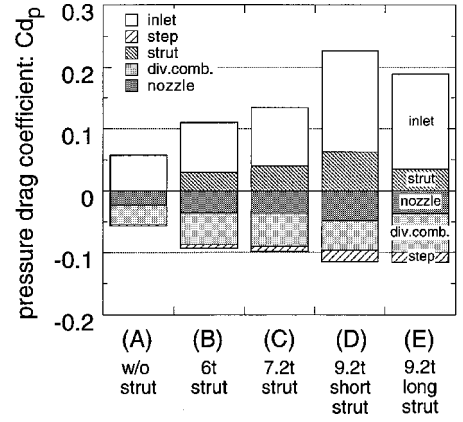 pressure drag coefficient: Cdp
0.3
0.2
0.1
0
-0.1
-0.2
inlet
step
strut
div.comb.
nozzle
inlet
strut
nozzle
div.comb.
step
(A) (B) (C) (D) (E)
w/o 6t 7.2t 9.2t 9.2t
strut strut strut short long
strut strut